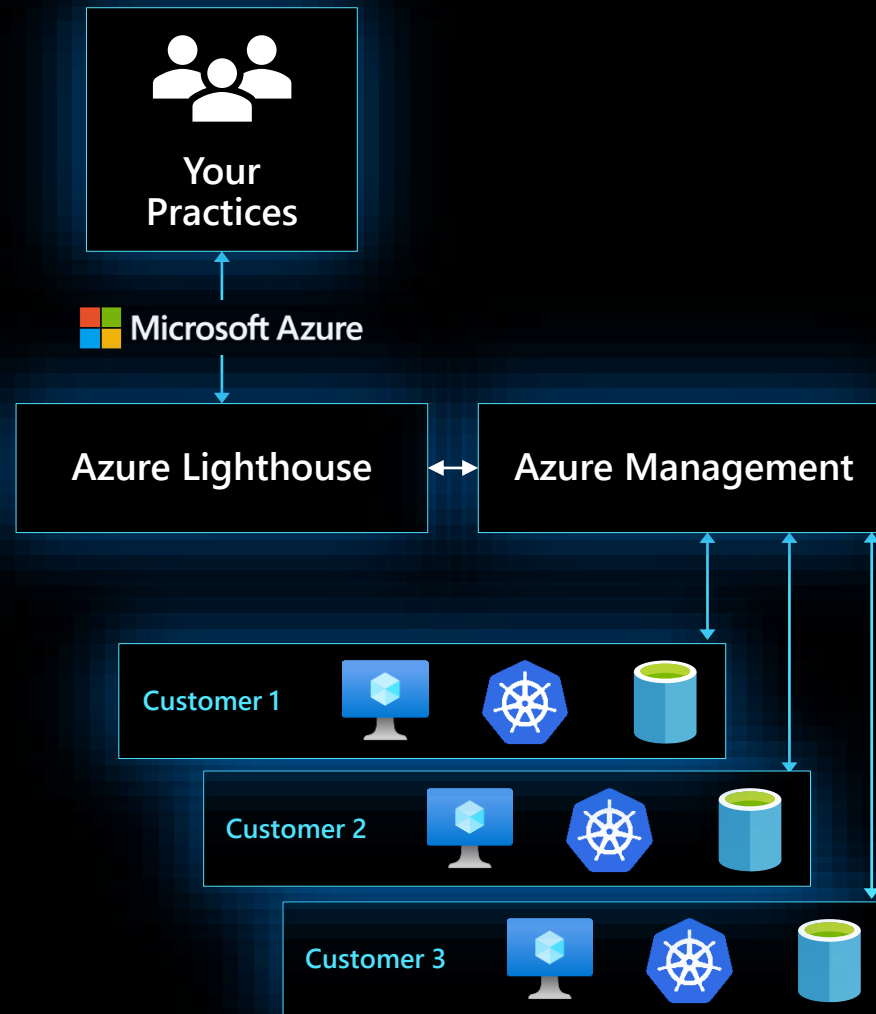 Your
Practices
Microsoft Azure
Azure Lighthouse
Azure Management
Customer 1
Customer 2
Customer 3